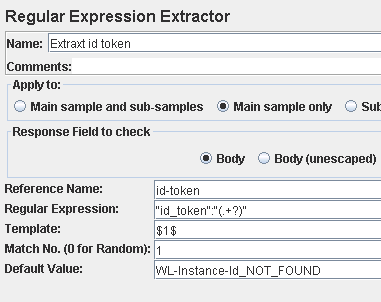 Regular Expression Extractor
Name: Extraxt id token
Comments:
Apply to:
Main sample and sub-samples Main sample only Sub
Response Field to check
Body Body (unescaped)
Reference Name: id-token
Regular Expression: "id_token":"(.+?)"
Template: $1$
Match No. (0 for Random): 1
Default Value: WL-Instance-Id_NOT_FOUND